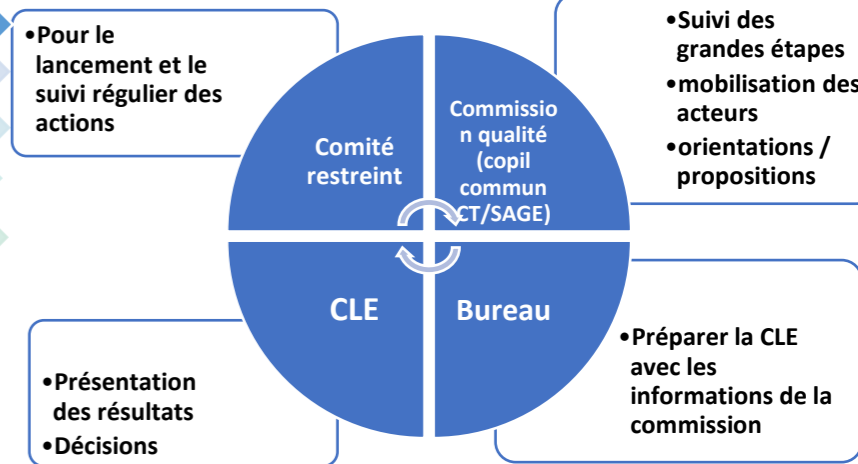 •Pour le
lancement et le
suivi régulier des
actions
Comité
restreint
Commissio
n qualité
(copil
commun
CT/SAGE)
•Suivi des
grandes étapes
•mobilisation des
acteurs
•orientations /
propositions
CLE
•Présentation
des résultats
•Décisions
Bureau
•Préparer la CLE
avec les
informations de la
commission